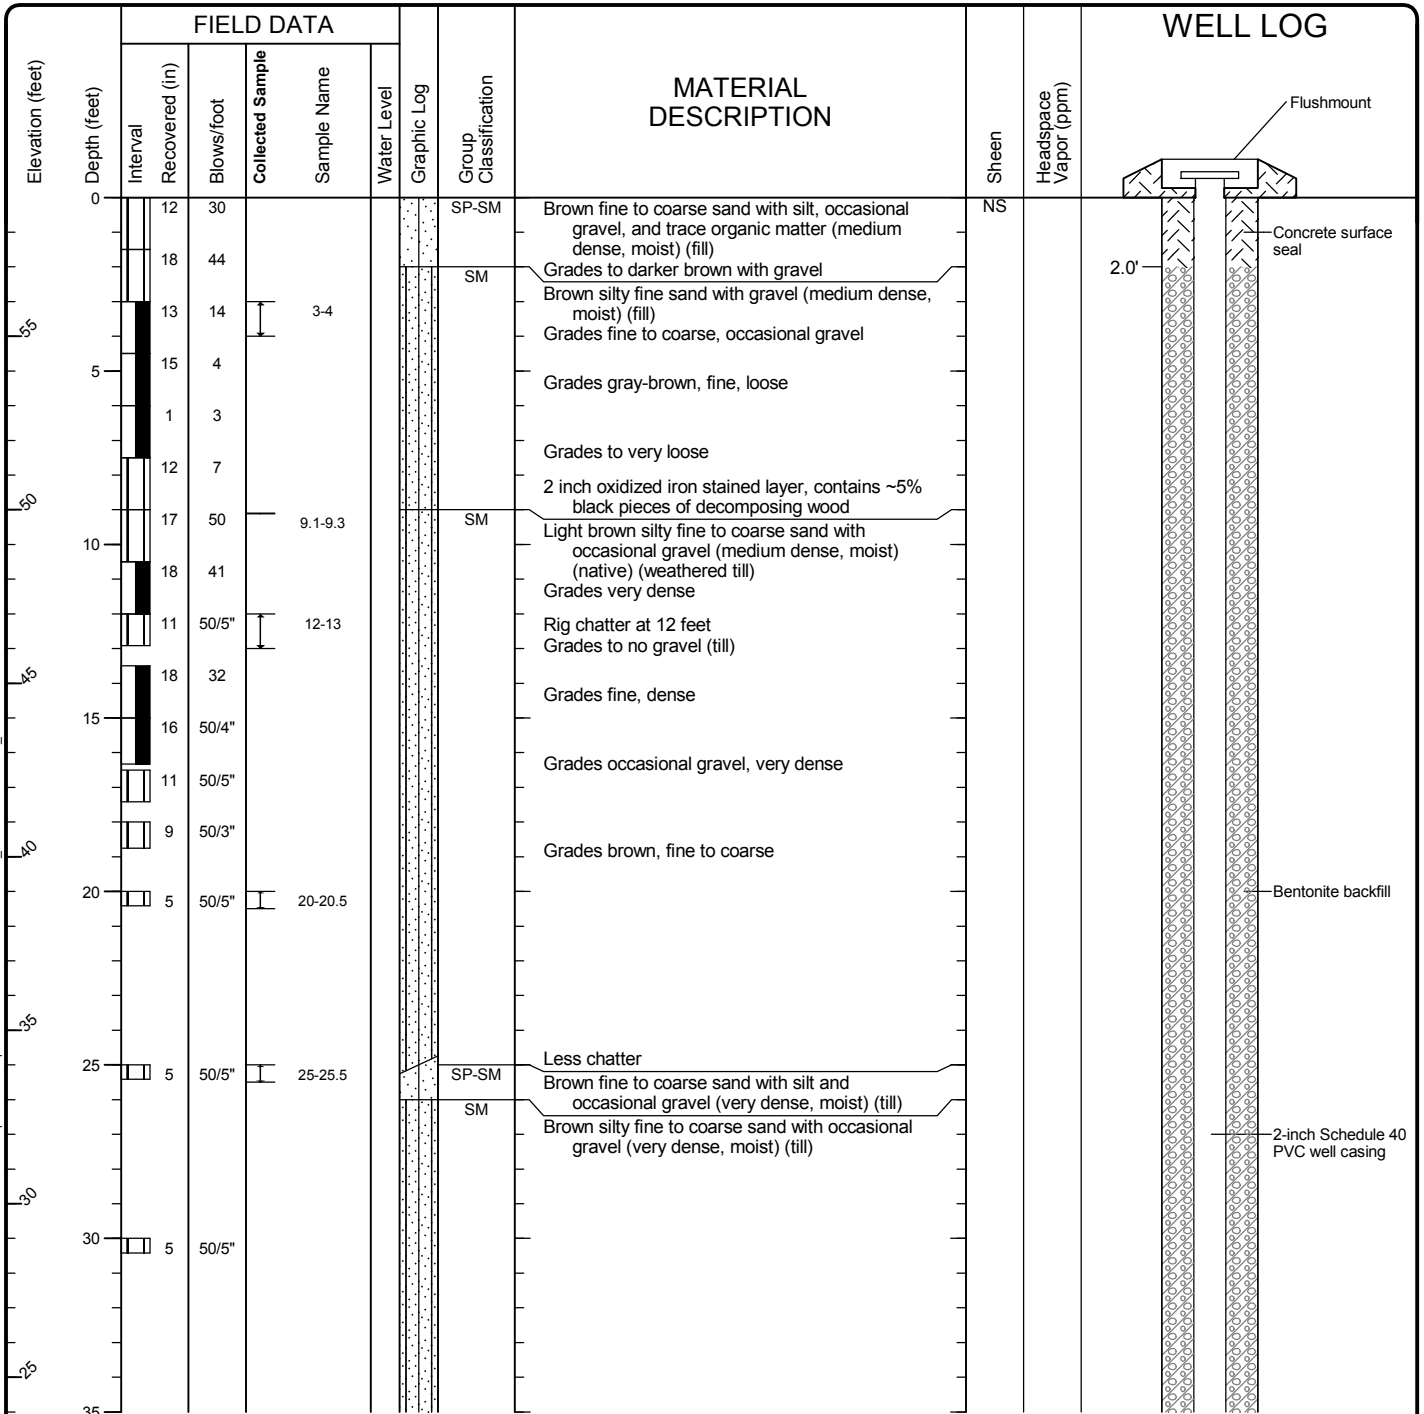 FIELD DATA
WELL LOG
Elevation (feet)
Depth (feet)
Interval
Recovered (in)
Blows/foot
Collected Sample
Sample Name
Water Level
Graphic Log
Group
Classification
MATERIAL
DESCRIPTION
Sheen
Headspace
Vapor (ppm)
Flushmount
0
12 30
SP-SM
Brown fine to coarse sand with silt, occasional
gravel, and trace organic matter (medium
dense, moist) (fill)
NS
Concrete surface
seal
18 44
SM
Grades to darker brown with gravel
2.0'
Brown silty fine sand with gravel (medium dense,
moist) (fill)
13 14 3-4
55
Grades fine to coarse, occasional gravel
15 4
5
Grades gray-brown, fine, loose
1 3
Grades to very loose
12 7
2 inch oxidized iron stained layer, contains ~5%
black pieces of decomposing wood
50
17 50 9.1-9.3
SM
Light brown silty fine to coarse sand with
occasional gravel (medium dense, moist)
(native) (weathered till)
10
18 41
Grades very dense
11 50/5" 12-13
Rig chatter at 12 feet
Grades to no gravel (till)
45
18 32
Grades fine, dense
15
16 50/4"
Grades occasional gravel, very dense
11 50/5"
9 50/3"
40
Grades brown, fine to coarse
20
5 50/5" 20-20.5
Bentonite backfill
35
25
Less chatter
5 50/5" 25-25.5
SP-SM
Brown fine to coarse sand with silt and
occasional gravel (very dense, moist) (till)
SM
Brown silty fine to coarse sand with occasional
gravel (very dense, moist) (till)
2-inch Schedule 40
PVC well casing
30
30
5 50/5"
25
35